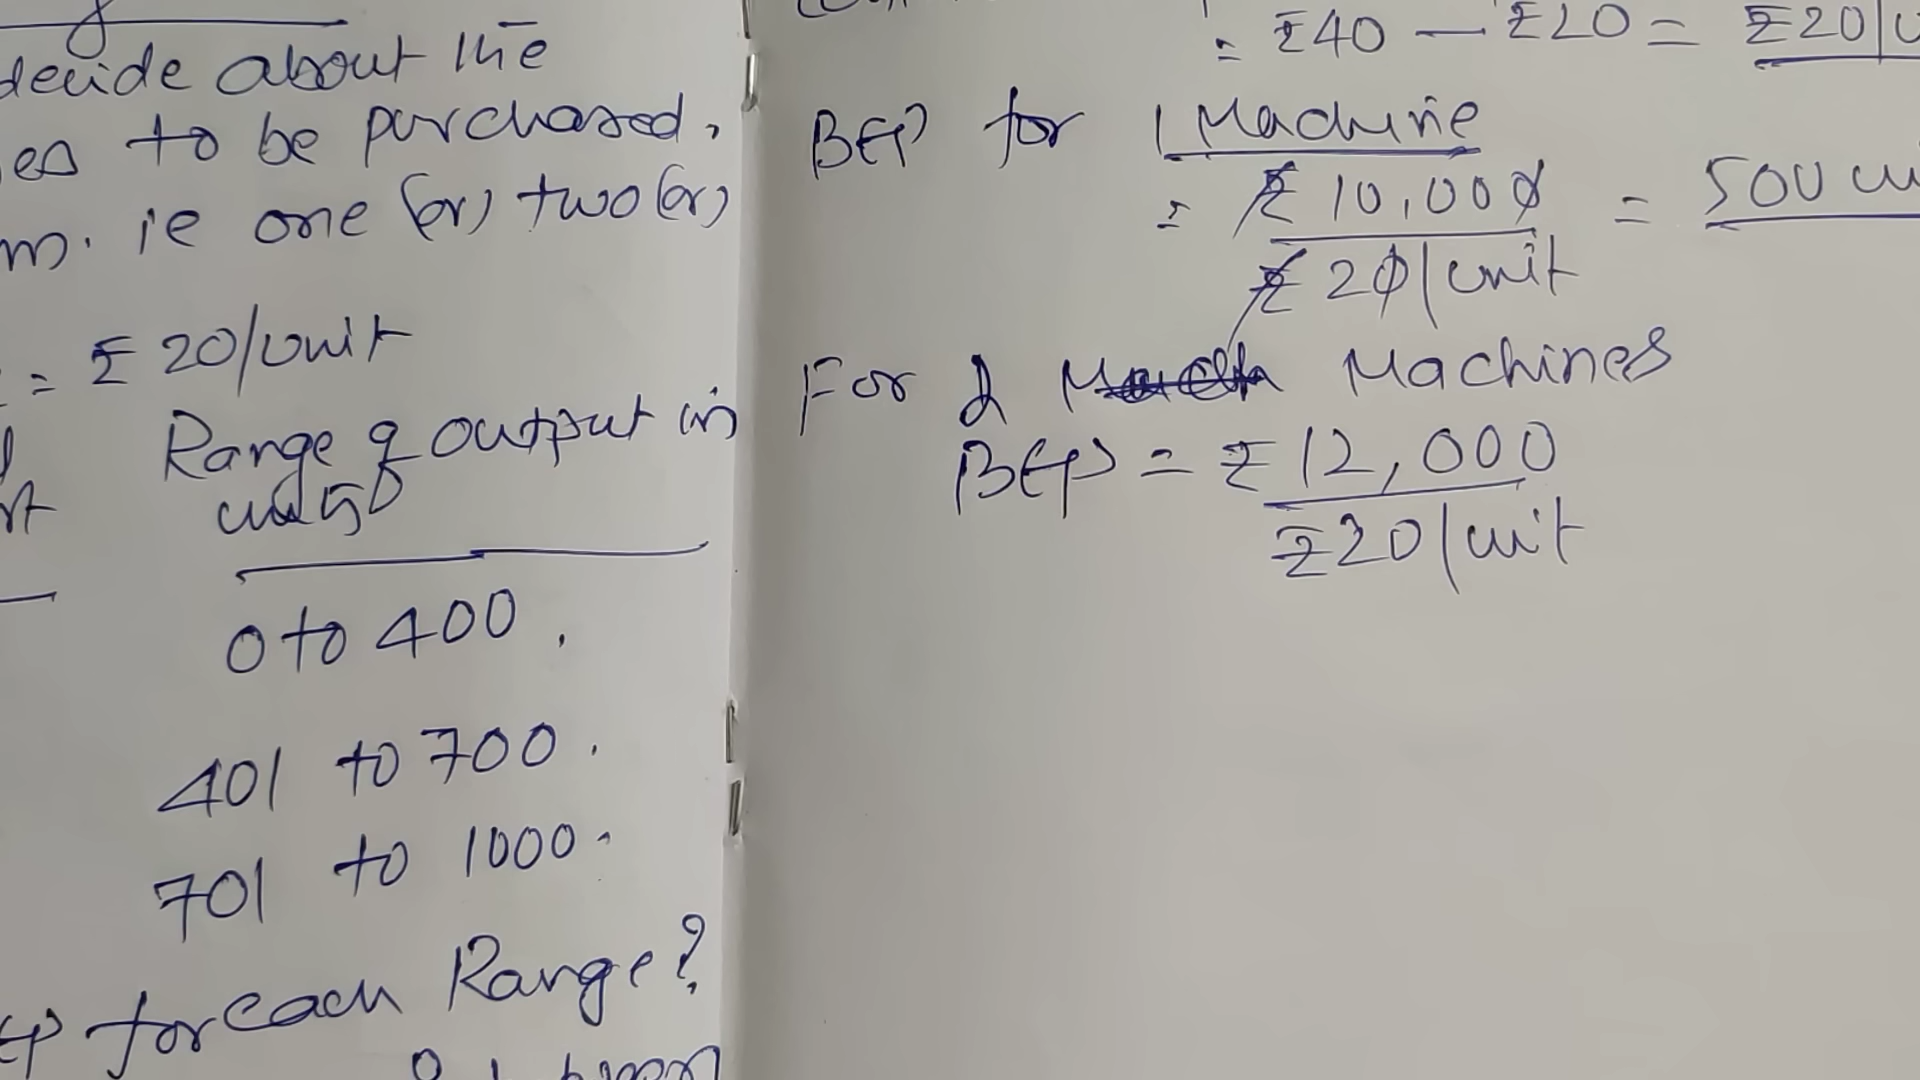 decide about the
es to be purchased.
m. ie one (or) two (or)
= ₹ 20/unit
Range of output in
units
0 to 400.
401 to 700.
701 to 1000.
for each Range?
= ₹40 — ₹20 = ₹20/u
BEP for 1 Machine
= ₹ 10,000 = 500 un
₹ 20/unit
For 2 Machines
BEP = ₹ 12,000
₹20/unit